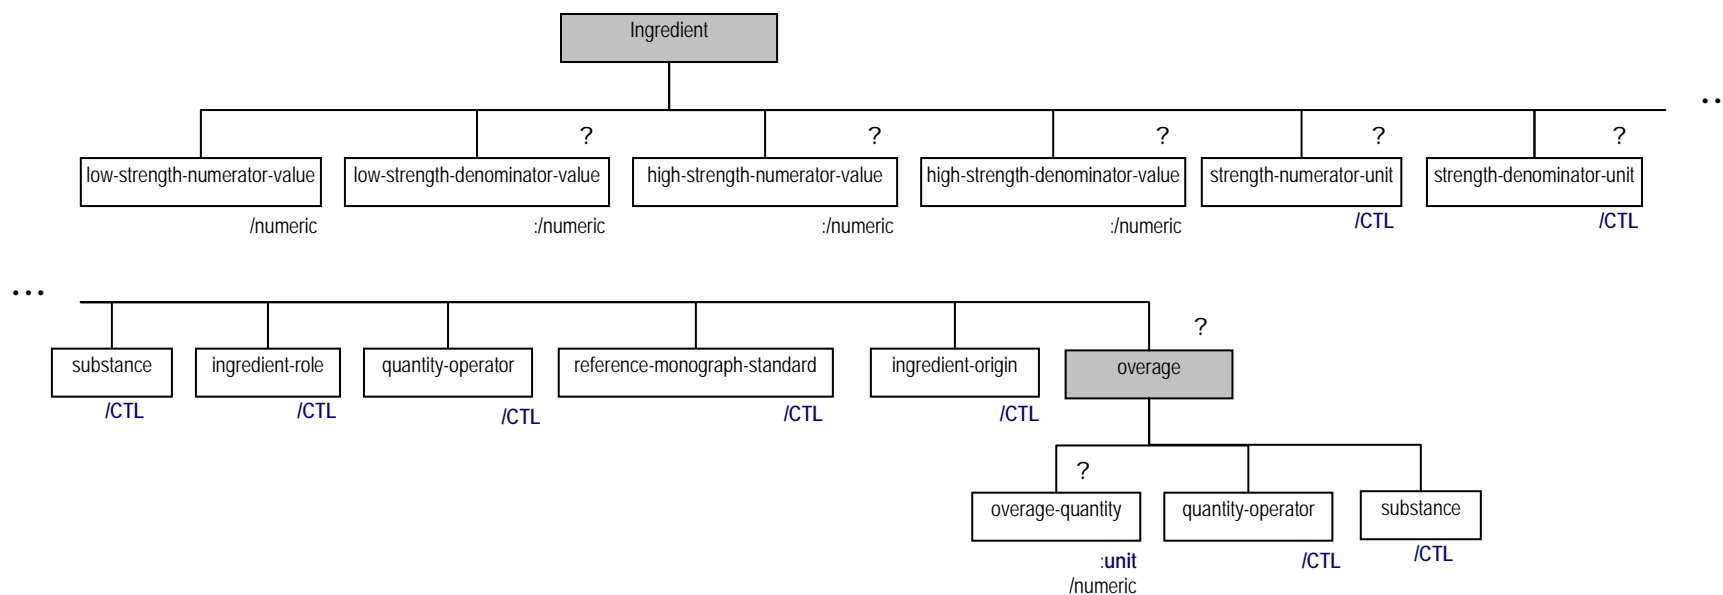 Ingredient
..
? ? ? ? ?
low-strength-numerator-value low-strength-denominator-value high-strength-numerator-value high-strength-denominator-value strength-numerator-unit strength-denominator-unit
/numeric :/numeric :/numeric :/numeric /CTL /CTL
...
?
substance ingredient-role quantity-operator reference-monograph-standard ingredient-origin overage
/CTL /CTL /CTL /CTL /CTL
?
overage-quantity quantity-operator substance
:unit /CTL /CTL
/numeric